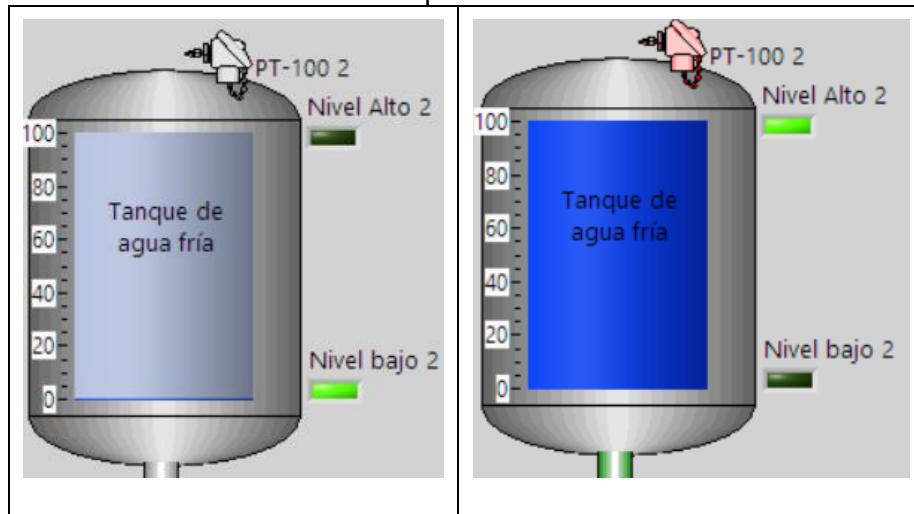 PT-100 2
Nivel Alto 2
100
80
60
40
20
0
Tanque de
agua fría
Nivel bajo 2
PT-100 2
Nivel Alto 2
100
80
60
40
20
0
Tanque de
agua fría
Nivel bajo 2